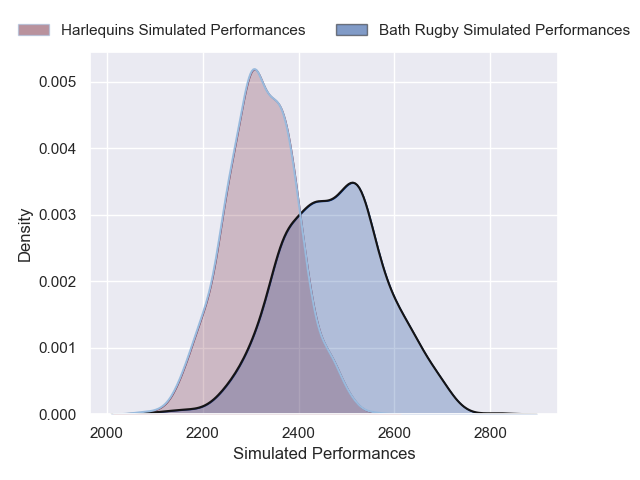 Harlequins Simulated Performances
Bath Rugby Simulated Performances
0.005
0.004
0.003
0.002
0.001
0.000
Density
2000
2200
2400
2600
2800
Simulated Performances